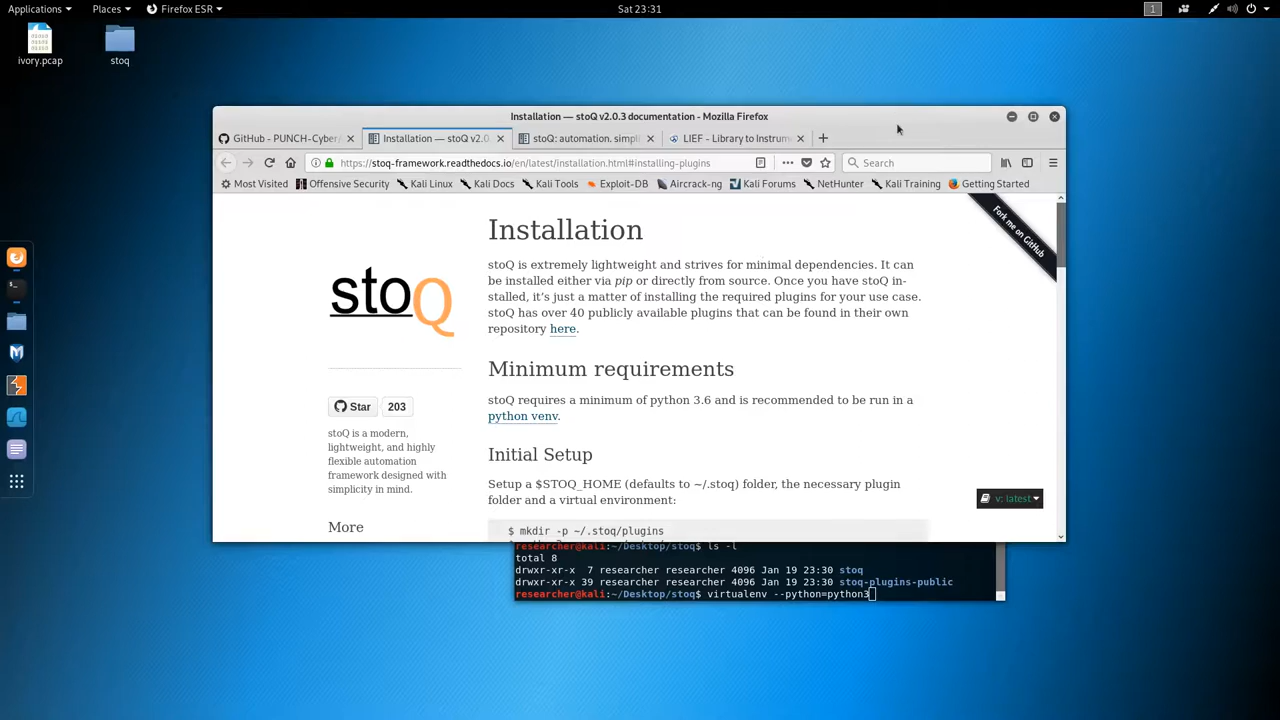 Applications Places Firefox ESR Sat 23:31 1
ivory.pcap
stoq
Installation — stoQ v2.0.3 documentation - Mozilla Firefox
GitHub - PUNCH-Cyber Installation — stoQ v2.0. stoQ: automation. simpli LIEF - Library to Instrum
https://stoq-framework.readthedocs.io/en/latest/installation.html#installing-plugins Search
Most Visited Offensive Security Kali Linux Kali Docs Kali Tools Exploit-DB Aircrack-ng Kali Forums NetHunter Kali Training Getting Started
Fork me on GitHub
stoQ
Star 203
stoQ is a modern,
lightweight, and highly
flexible automation
framework designed with
simplicity in mind.
More
Installation
stoQ is extremely lightweight and strives for minimal dependencies. It can
be installed either via pip or directly from source. Once you have stoQ in-
stalled, it's just a matter of installing the required plugins for your use case.
stoQ has over 40 publicly available plugins that can be found in their own
repository here.
Minimum requirements
stoQ requires a minimum of python 3.6 and is recommended to be run in a
python venv.
Initial Setup
Setup a $STOQ_HOME (defaults to ~/.stoq) folder, the necessary plugin
folder and a virtual environment:
$ mkdir -p ~/.stoq/plugins
v: latest
researcher@kali:~/Desktop/stoq$ ls -l
total 8
drwxr-xr-x 7 researcher researcher 4096 Jan 19 23:30 stoq
drwxr-xr-x 39 researcher researcher 4096 Jan 19 23:30 stoq-plugins-public
researcher@kali:~/Desktop/stoq$ virtualenv --python=python3